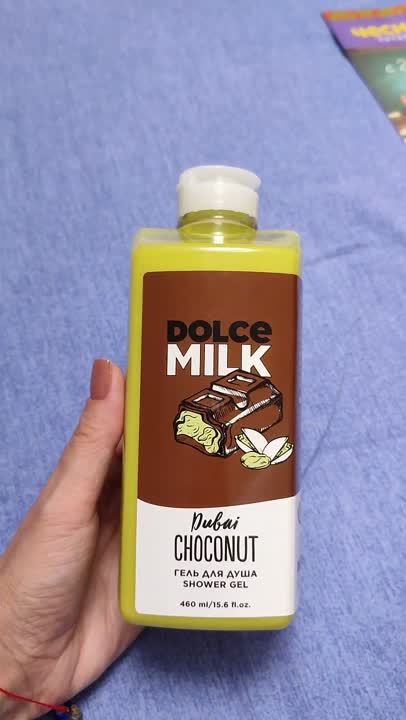 DOLCE
MILK
Dubai
CHOCONUT
ГЕЛЬ ДЛЯ ДУША
SHOWER GEL
460 ml/15.6 fl.oz.